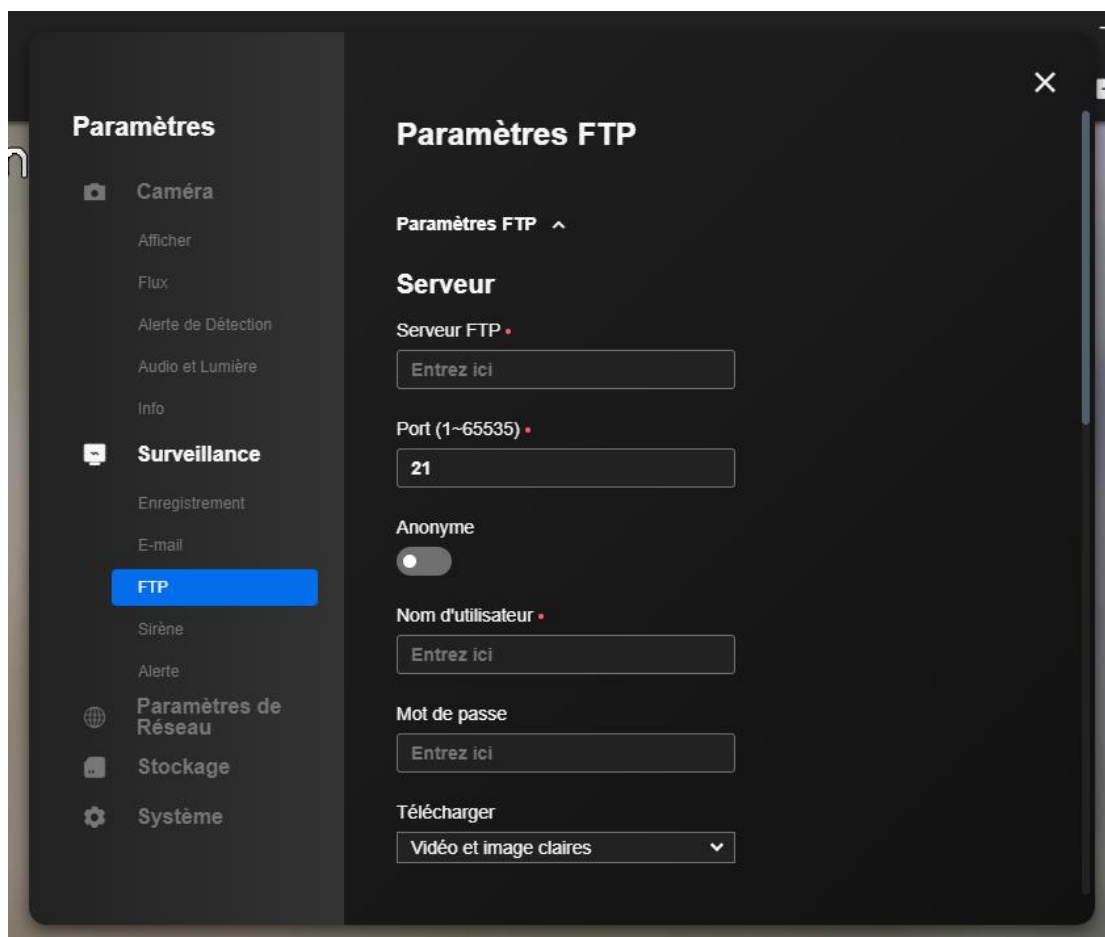 Paramètres
Caméra
Afficher
Flux
Alerte de Détection
Audio et Lumière
Info
Surveillance
Enregistrement
E-mail
FTP
Sirène
Alerte
Paramètres de
Réseau
Stockage
Système
Paramètres FTP
Paramètres FTP
Serveur
Serveur FTP •
Entrez ici
Port (1~65535) •
21
Anonyme
Nom d'utilisateur •
Entrez ici
Mot de passe
Entrez ici
Télécharger
Vidéo et image claires